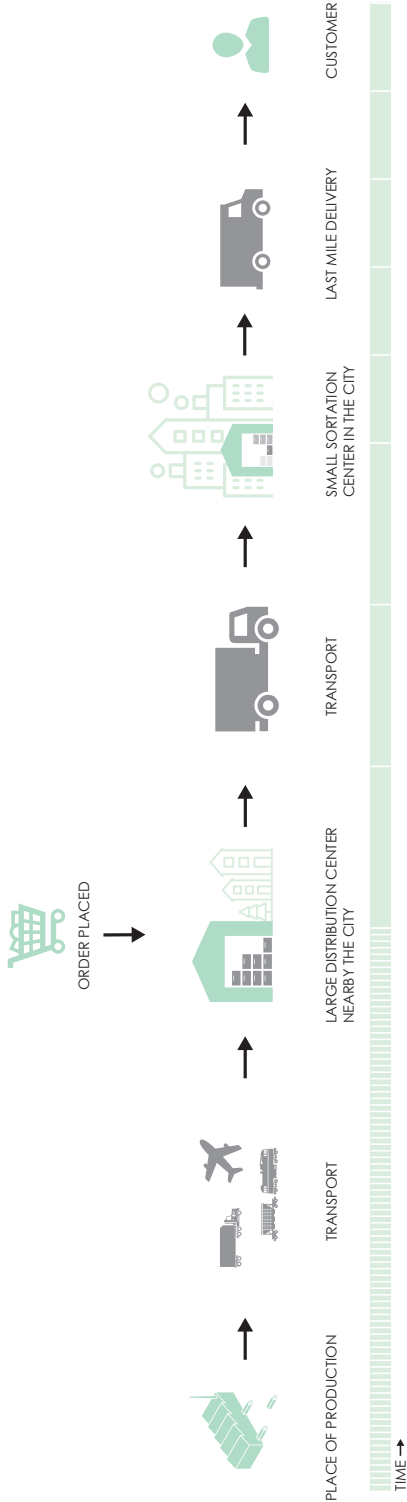 ORDER PLACED
PLACE OF PRODUCTION
TRANSPORT
LARGE DISTRIBUTION CENTER
NEARBY THE CITY
TRANSPORT
SMALL SORTATION
CENTER IN THE CITY
LAST MILE DELIVERY
CUSTOMER
TIME →